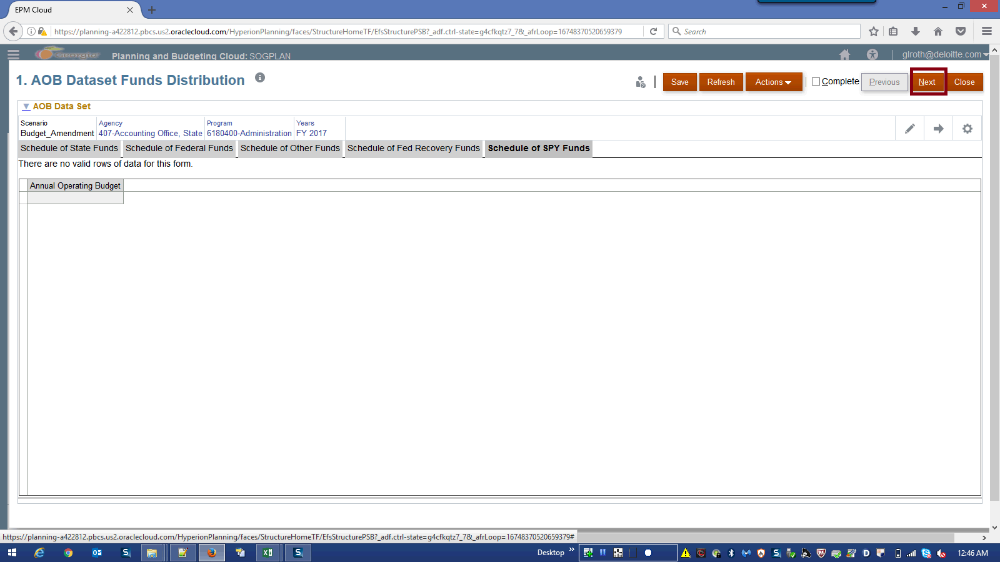 EPM Cloud
https://planning-a422812.pbcs.us2.oraclecloud.com/HyperionPlanning/faces/StructureHomeTF/EfsStructurePSB?_adf.ctrl-state=g4cfkqtz7_7&_afrLoop=16748370520659379
Search
Georgia Planning and Budgeting Cloud: SOGPLAN
glroth@deloitte.com
1. AOB Dataset Funds Distribution
Save Refresh Actions Complete Previous Next Close
AOB Data Set
Scenario Agency Program Years
Budget_Amendment 407-Accounting Office, State 6180400-Administration FY 2017
Schedule of State Funds Schedule of Federal Funds Schedule of Other Funds Schedule of Fed Recovery Funds Schedule of SPY Funds
There are no valid rows of data for this form.
Annual Operating Budget
https://planning-a422812.pbcs.us2.oraclecloud.com/HyperionPlanning/faces/StructureHomeTF/EfsStructurePSB?_adf.ctrl-state=g4cfkqtz7_7&_afrLoop=16748370520659379#
Desktop
12:46 AM